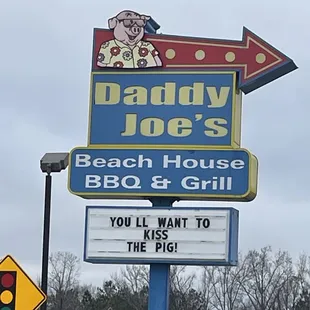 Daddy
Joe's
Beach House
BBQ & Grill
YOU LL WANT TO
KISS
THE PIG!